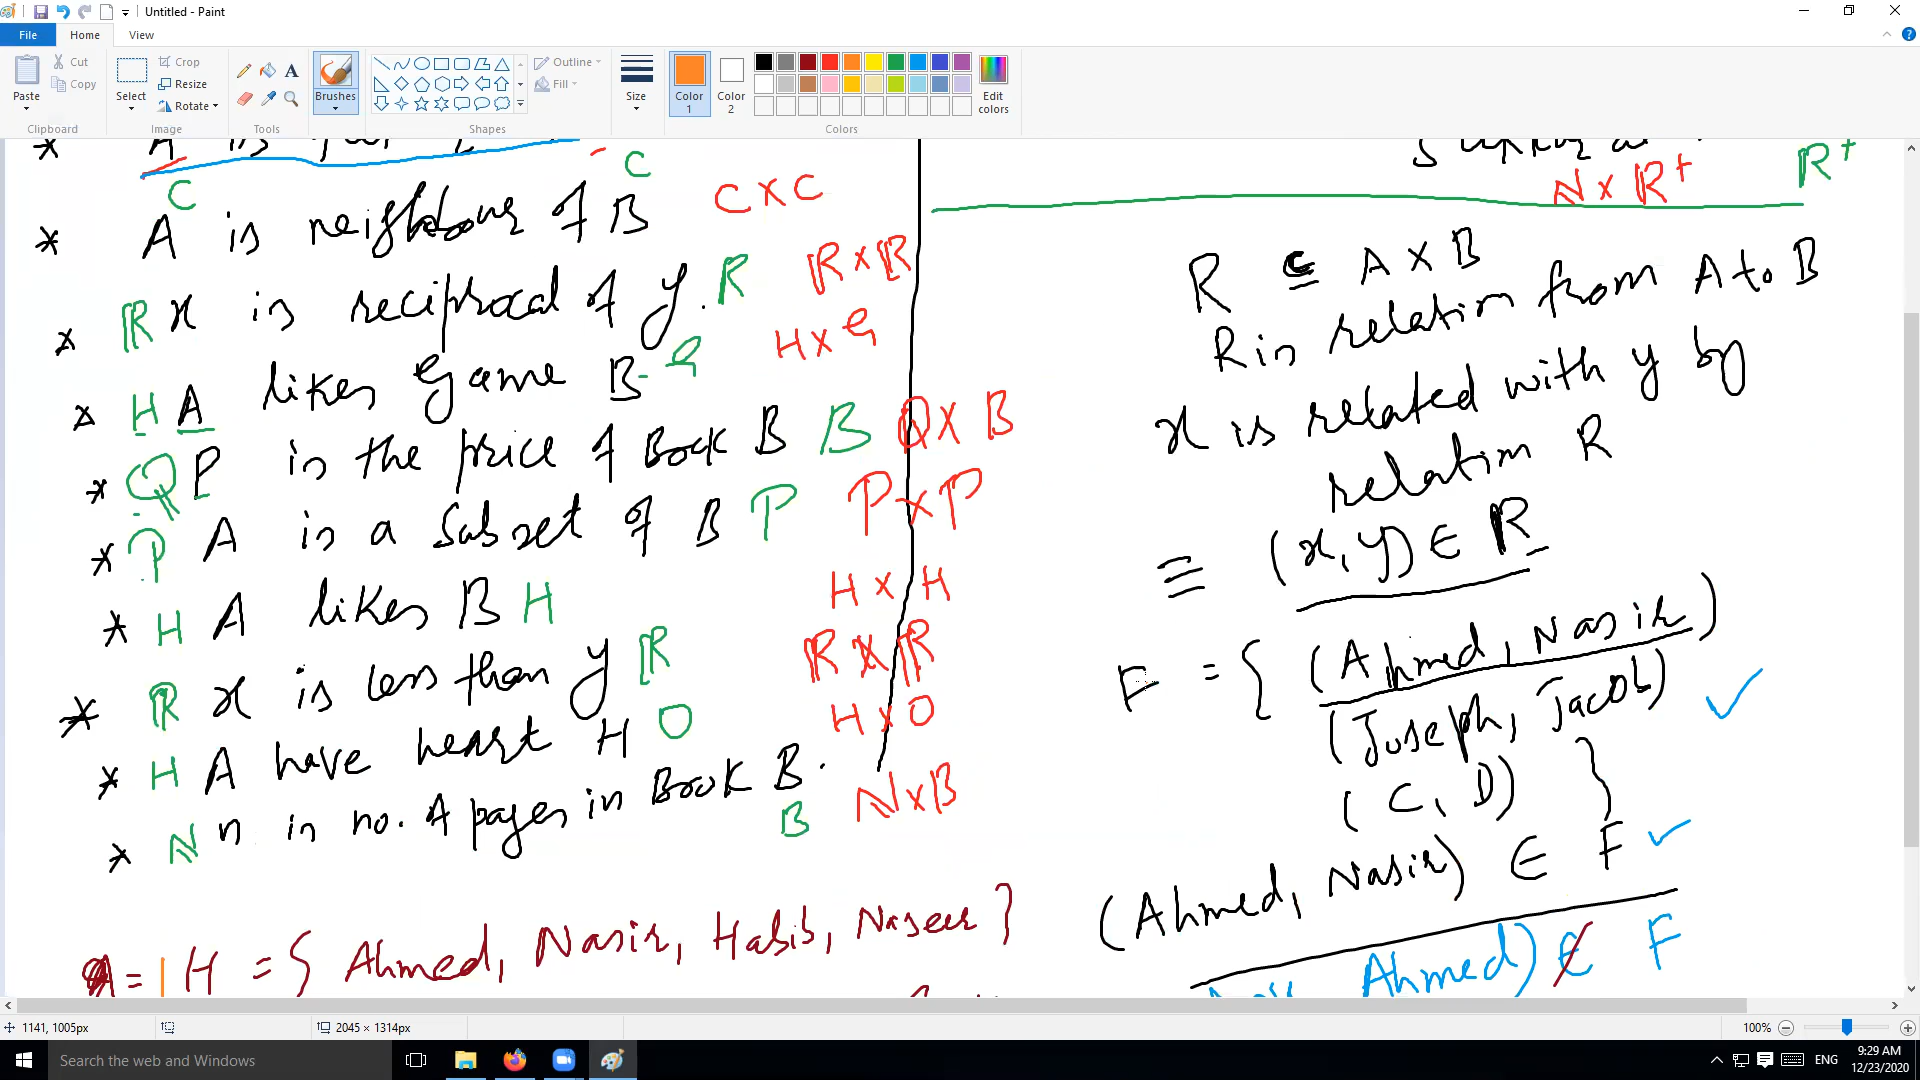 Untitled - Paint
File Home View
Paste Cut Copy Clipboard
Select Crop Resize Rotate Image
Tools
Brushes
Shapes Outline Fill
Size
Color 1 Color 2 Edit colors
Colors
* A is
C C
* A is neighbour of B C X C
* ℝ x is reciprocal of y. ℝ ℝ x ℝ
* H A likes Game B G H x G
* Q P is the price of Book B B Q X B
* P A is a subset of B P P x P
* H A likes B H H x H
* ℝ x is less than y ℝ ℝ x ℝ
* H A have heart H O H x O
* N n is no. of pages in Book B. B N x B
= H = { Ahmed, Nasir, Habib, Naseer }
N x ℝ+ ℝ+
R ⊆ A X B
R is relation from A to B
x is related with y by
relation R
≡ (x, y) ∈ R
F = { (Ahmed, Nasir)
(Joseph, Jacob)
(C, D) }
(Ahmed, Nasir) ∈ F
Ahmed) ∉ F
1141, 1005px 2045 × 1314px 100%
Search the web and Windows ENG 9:29 AM
12/23/2020